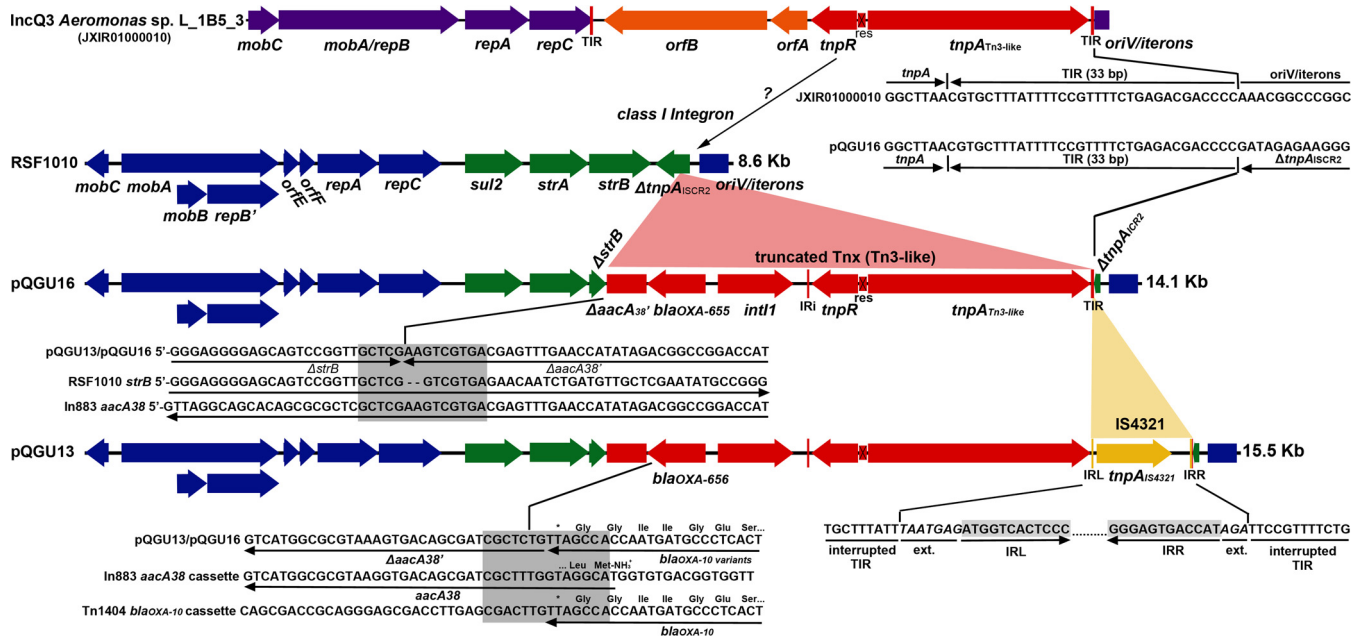 IncQ3 Aeromonas sp. L_1B5_3
(JXIR01000010)
mobC mobA/repB repA repC TIR orfB orfA tnpR res tnpATn3-like TIR oriV/iterons
tnpA TIR (33 bp) oriV/iterons
JXIR01000010 GGCTTAACGTGCTTTATTTTCCGTTTTCTGAGACGACCCCAAACGGCCCGGC
?
class I Integron
RSF1010 8.6 Kb
mobC mobA orfE orfF repA repC sul2 strA strB ΔtnpAISCR2 oriV/iterons
mobB repB'
pQGU16 GGCTTAACGTGCTTTATTTTCCGTTTTCTGAGACGACCCCGATAGAGAAGGG
tnpA TIR (33 bp) ΔtnpAISCR2
ΔstrB truncated Tnx (Tn3-like) ΔtnpAICR2
pQGU16 14.1 Kb
ΔaacA38' blaOXA-655 intI1 IRi tnpR res tnpATn3-like TIR
pQGU13/pQGU16 5'-GGGAGGGGAGCAGTCCGGTTGCTCGAAGTCGTGACGAGTTTGAACCATATAGACGGCCGGACCAT
ΔstrB ΔaacA38'
RSF1010 strB 5'-GGGAGGGGAGCAGTCCGGTTGCTCG--GTCGTGAGAACAATCTGATGTTGCTCGAATATGCCGGG
In883 aacA38 5'-GTTAGGCAGCACAGCGCGCTCGCTCGAAGTCGTGACGAGTTTGAACCATATAGACGGCCGGACCAT
IS4321
pQGU13 15.5 Kb
blaOXA-656 IRL tnpAIS4321 IRR
* Gly Gly Ile Ile Gly Glu Ser...
pQGU13/pQGU16 GTCATGGCGCGTAAAGTGACAGCGATCGCTCTGTTAGCCACCAATGATGCCCTCACT
ΔaacA38' blaOXA-10 variants
... Leu Met-NH3+
In883 aacA38 cassette GTCATGGCGCGTAAGGTGACAGCGATCGCTTTGGTAGGCATGGTGTGACGGTGGTT
aacA38
* Gly Gly Ile Ile Gly Glu Ser...
Tn1404 blaOXA-10 cassette CAGCGACCGCAGGGAGCGACCTTGAGCGACTTGTTAGCCACCAATGATGCCCTCACT
blaOXA-10
TGCTTTATTTAATGAGATGGTCACTCCC........GGGAGTGACCATAGATTCCGTTTTCTG
interrupted TIR ext. IRL IRR ext. interrupted TIR